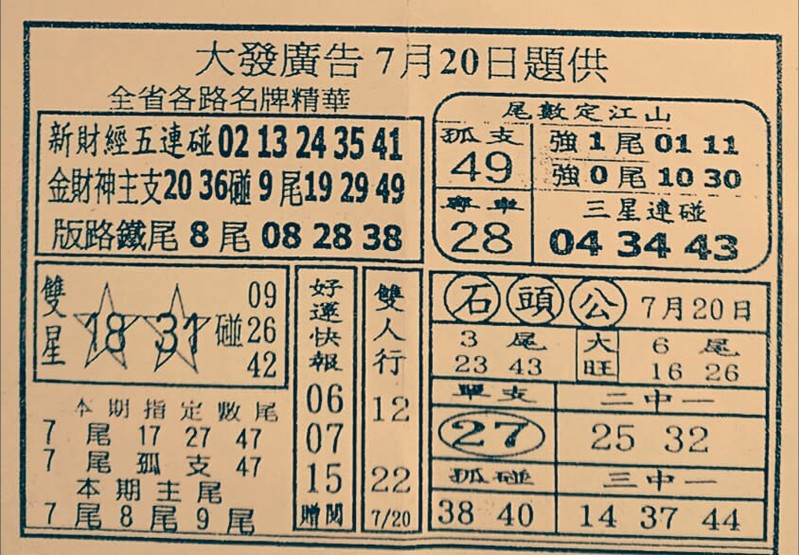 大發廣告 7月20日題供
全省各路名牌精華
新財經五連碰 02 13 24 35 41
金財神主支 20 36 碰 9 尾 19 29 49
版路鐵尾 8 尾 08 28 38
尾數定江山
孤支 49
強 1 尾 01 11
強 0 尾 10 30
專車 28
三星連碰
04 34 43
雙星 18 31 碰 09 26 42
本期指定數尾
7 尾 17 27 47
7 尾 孤 支 47
本期主尾
7 尾 8 尾 9 尾
好運快報
06
07
15
贈閱
雙人行
12
22
7/20
石頭公 7月20日
3 尾
23 43
大旺
6 尾
16 26
單支
27
二中一
25 32
孤碰
38 40
三中一
14 37 44